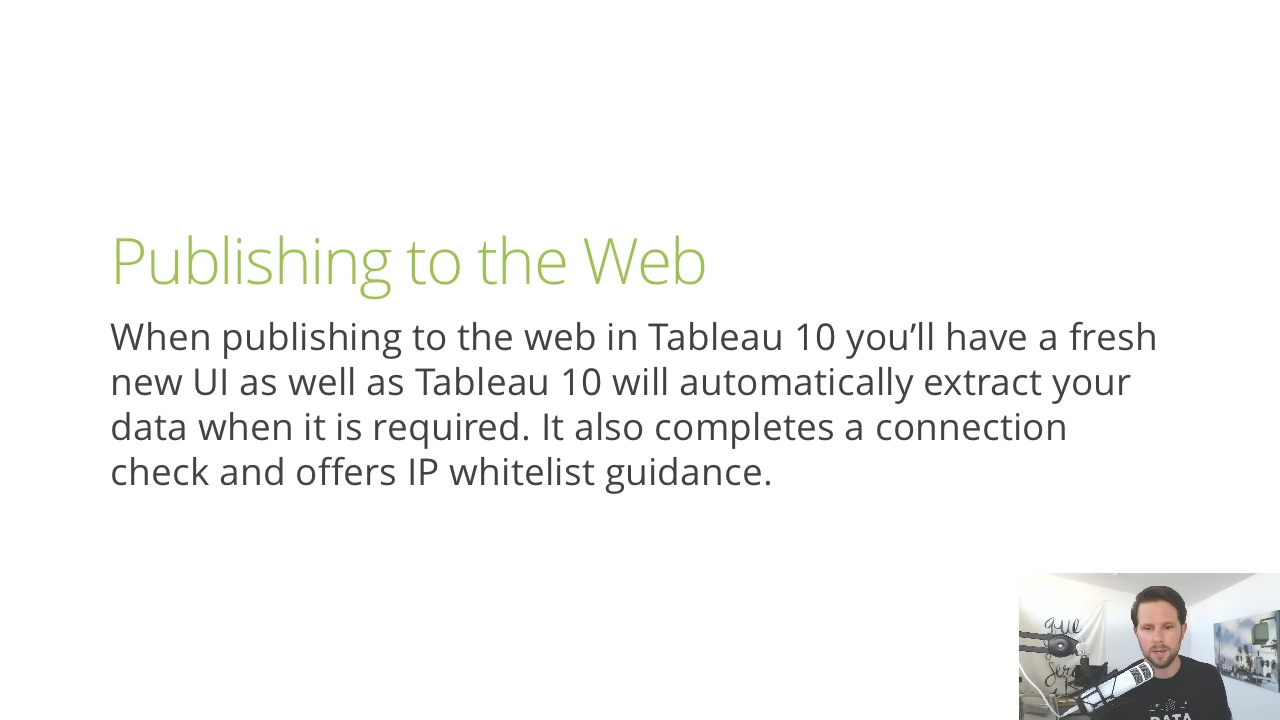 Publishing to the Web
When publishing to the web in Tableau 10 you’ll have a fresh
new UI as well as Tableau 10 will automatically extract your
data when it is required. It also completes a connection
check and offers IP whitelist guidance.
que
DATA